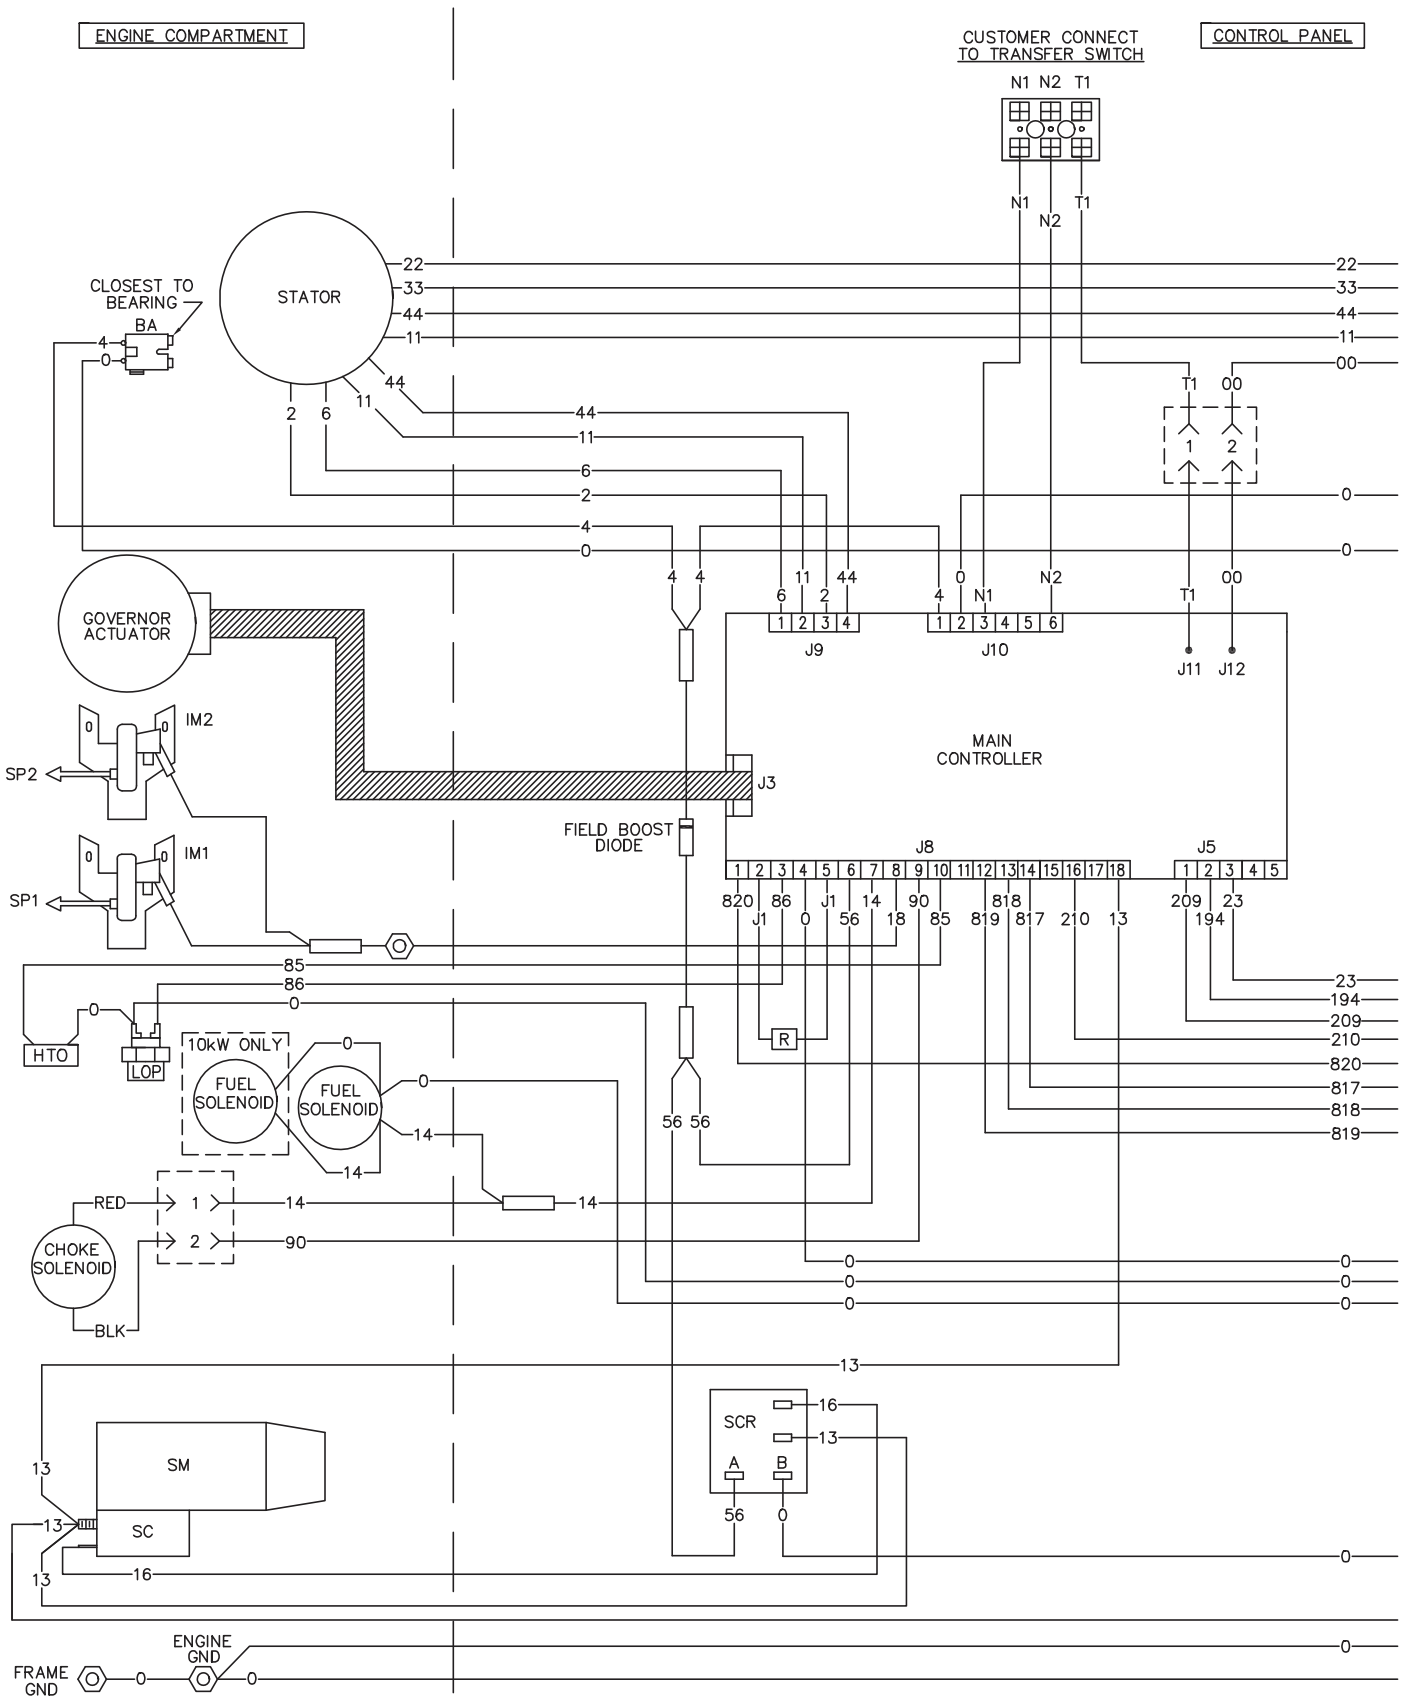 ENGINE COMPARTMENT
CUSTOMER CONNECT
TO TRANSFER SWITCH
CONTROL PANEL
N1 N2 T1
N1
N2
T1
22
22
33
33
44
44
11
11
STATOR
CLOSEST TO
BEARING
BA
4
0
00
T1 00
1 2
2 6 11 44
44
11
6
2
0
4
0
0
4 4
6 11 2 44
4 0 N1 N2
T1 00
1 2 3 4
J9
1 2 3 4 5 6
J10
J11 J12
GOVERNOR
ACTUATOR
IM2
SP2
MAIN
CONTROLLER
J3
FIELD BOOST
DIODE
IM1
SP1
J8
J5
1 2 3 4 5 6 7 8 9 10 11 12 13 14 15 16 17 18
1 2 3 4 5
820 J1 86 0 J1 56 14 18 90 85 819 818 817 210 13
209 194 23
85
86
0
0
23
194
209
210
820
817
818
819
HTO
LOP
R
10kW ONLY
FUEL
SOLENOID
FUEL
SOLENOID
0
0
14
14
56 56
RED
1
14
14
2
90
CHOKE
SOLENOID
BLK
0
0
0
0
0
0
13
SCR
16
13
A B
56 0
0
SM
SC
13
13
13
16
ENGINE
GND
FRAME
GND
0
0
0